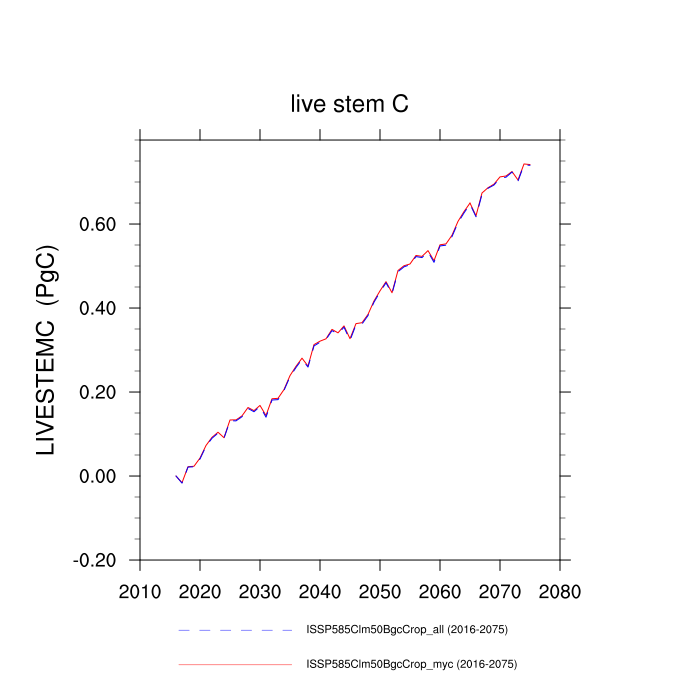 live stem C
LIVESTEMC (PgC)
0.60
0.40
0.20
0.00
-0.20
2010 2020 2030 2040 2050 2060 2070 2080
ISSP585Clm50BgcCrop_all (2016-2075)
ISSP585Clm50BgcCrop_myc (2016-2075)